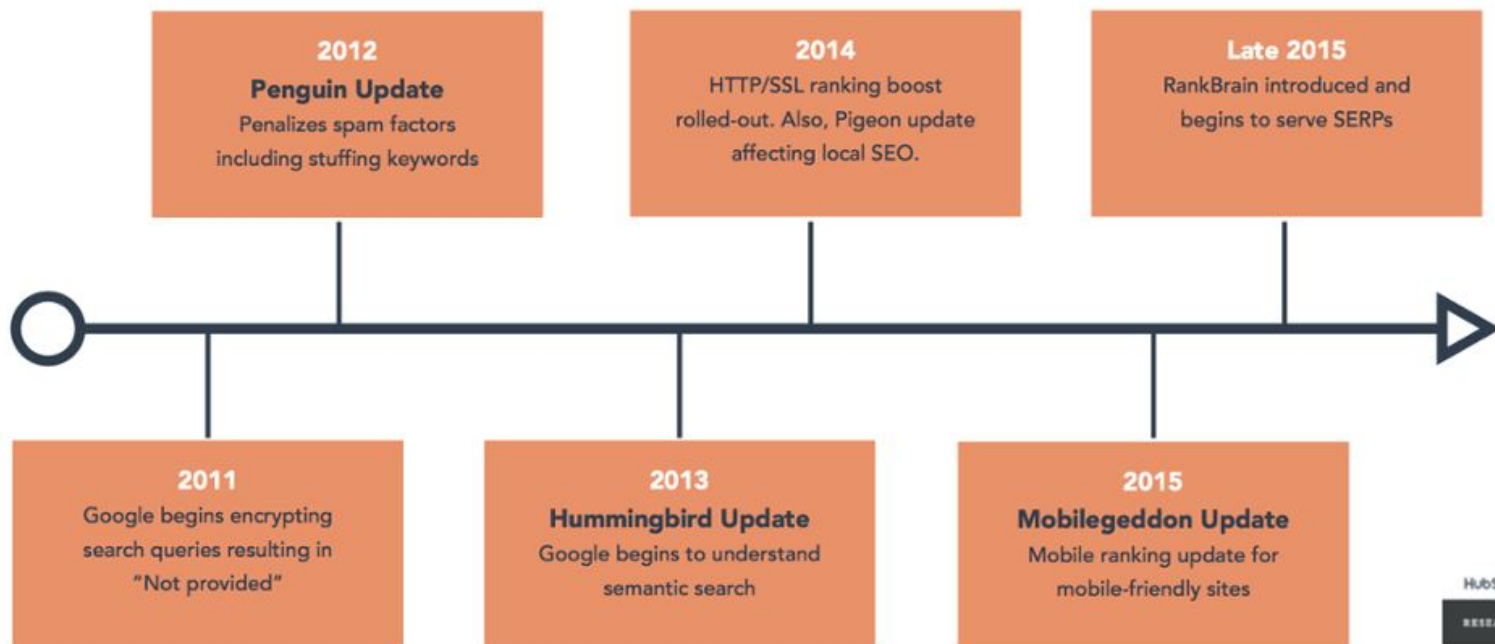 2012
Penguin Update
Penalizes spam factors
including stuffing keywords
2014
HTTP/SSL ranking boost
rolled-out. Also, Pigeon update
affecting local SEO.
Late 2015
RankBrain introduced and
begins to serve SERPs
2011
Google begins encrypting
search queries resulting in
"Not provided"
2013
Hummingbird Update
Google begins to understand
semantic search
2015
Mobilegeddon Update
Mobile ranking update for
mobile-friendly sites